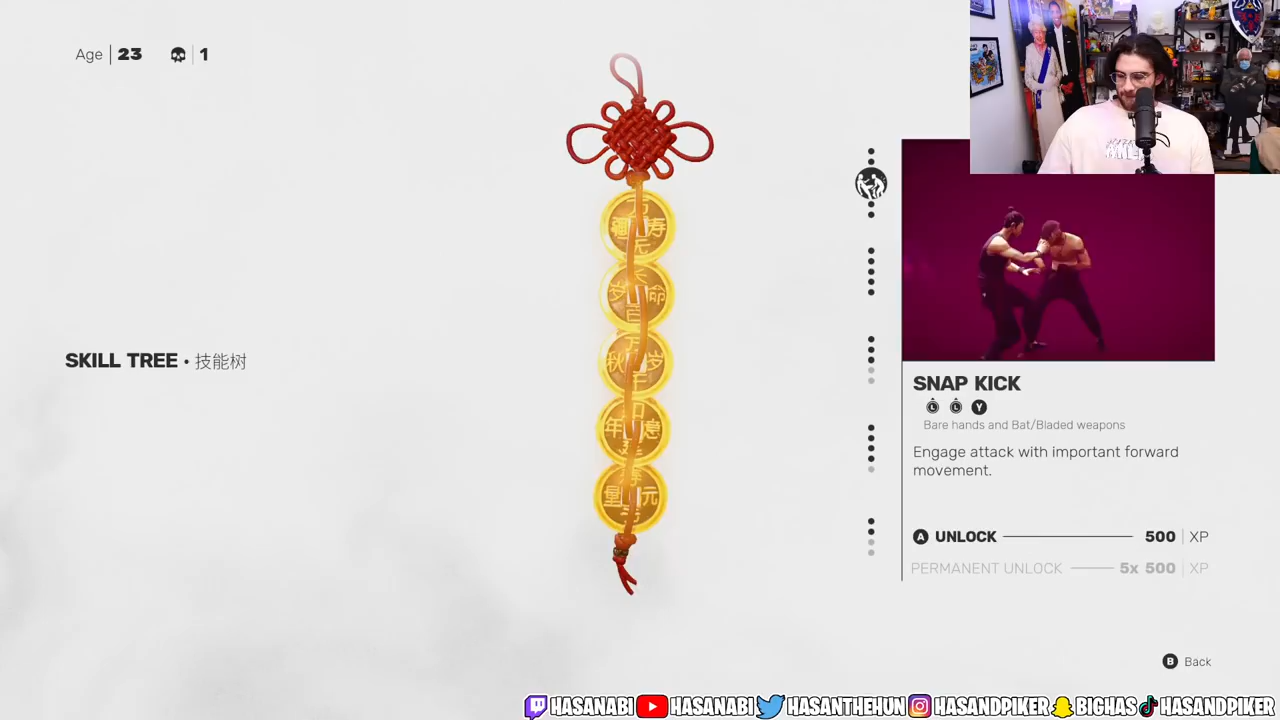 Age 23 1
SKILL TREE • 技能树
SNAP KICK
L L Y
Bare hands and Bat/Bladed weapons
Engage attack with important forward
movement.
A UNLOCK 500 XP
PERMANENT UNLOCK 5x 500 XP
B Back
HASANABI HASANABI HASANTHEHUN HASANDPIKER BIGHAS HASANDPIKER